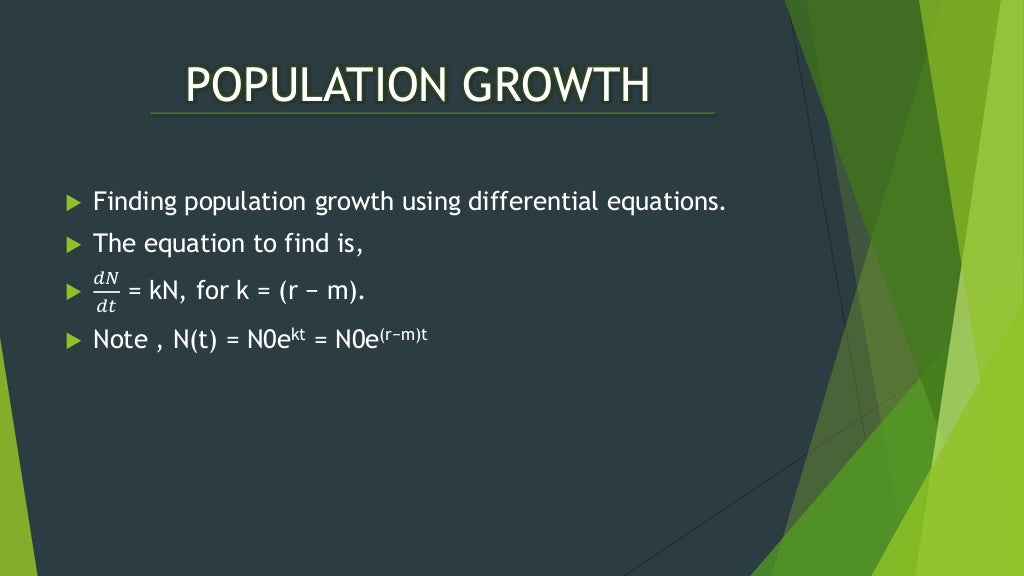 POPULATION GROWTH
Finding population growth using differential equations.
The equation to find is,
dN/dt = kN, for k = (r − m).
Note , N(t) = N0e^kt = N0e^(r−m)t